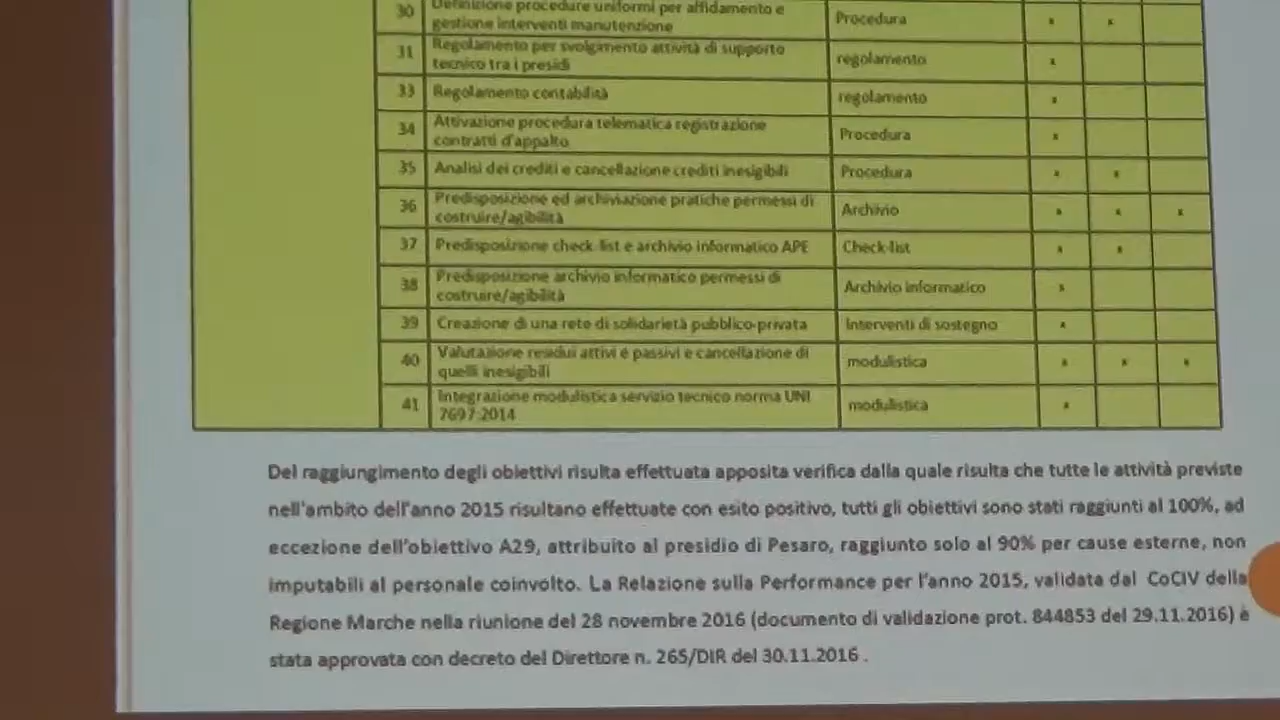 30 Definizione procedure uniformi per affidamento e
gestione interventi manutenzione Procedura x x
31 Regolamento per svolgimento attività di supporto
tecnico tra i presidi regolamento x
33 Regolamento contabilità regolamento x
34 Attivazione procedura telematica registrazione
contratti d'appalto Procedura x
35 Analisi dei crediti e cancellazione crediti inesigibili Procedura x x
36 Predisposizione ed archiviazione pratiche permessi di
costruire/agibilità Archivio x x x
37 Predisposizione check list e archivio informatico APE Check-list x x
38 Predisposizione archivio informatico permessi di
costruire/agibilità Archivio informatico x
39 Creazione di una rete di solidarietà pubblico-privata Interventi di sostegno x
40 Valutazione residui attivi e passivi e cancellazione di
quelli inesigibili modulistica x x x
41 Integrazione modulistica servizio tecnico norma UNI
7697:2014 modulistica x
Del raggiungimento degli obiettivi risulta effettuata apposita verifica dalla quale risulta che tutte le attività previste
nell'ambito dell'anno 2015 risultano effettuate con esito positivo, tutti gli obiettivi sono stati raggiunti al 100%, ad
eccezione dell'obiettivo A29, attribuito al presidio di Pesaro, raggiunto solo al 90% per cause esterne, non
imputabili al personale coinvolto. La Relazione sulla Performance per l'anno 2015, validata dal CoCIV della
Regione Marche nella riunione del 28 novembre 2016 (documento di validazione prot. 844853 del 29.11.2016) è
stata approvata con decreto del Direttore n. 265/DIR del 30.11.2016 .